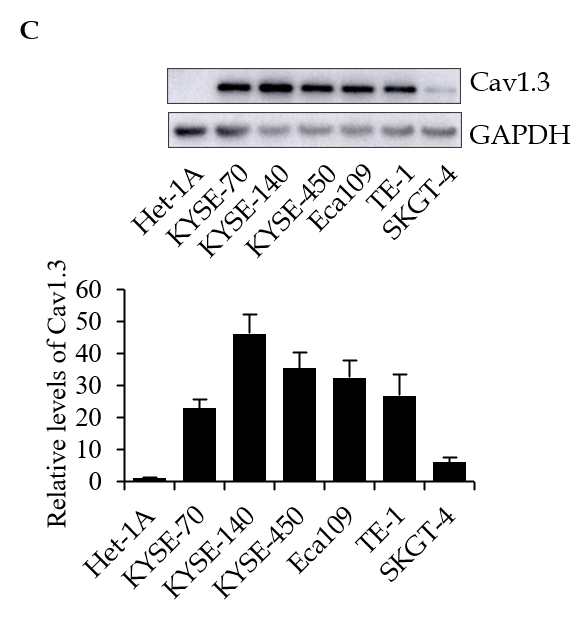 C
Cav1.3
GAPDH
Het-1A
KYSE-70
KYSE-140
KYSE-450
Eca109
TE-1
SKGT-4
Relative levels of Cav1.3
60
50
40
30
20
10
0
Het-1A
KYSE-70
KYSE-140
KYSE-450
Eca109
TE-1
SKGT-4